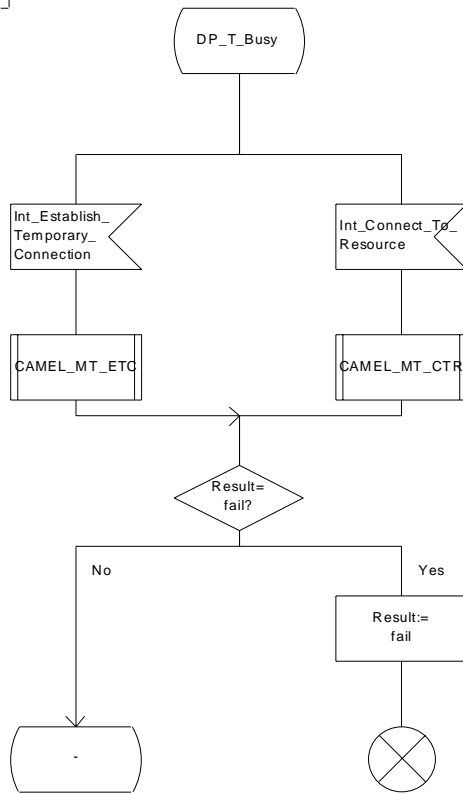 DP_T_Busy
Int_Establish_
Temporary_
Connection
Int_Connect_To_
Resource
CAMEL_MT_ETC
CAMEL_MT_CTR
Result=
fail?
No
Yes
Result:=
fail
-